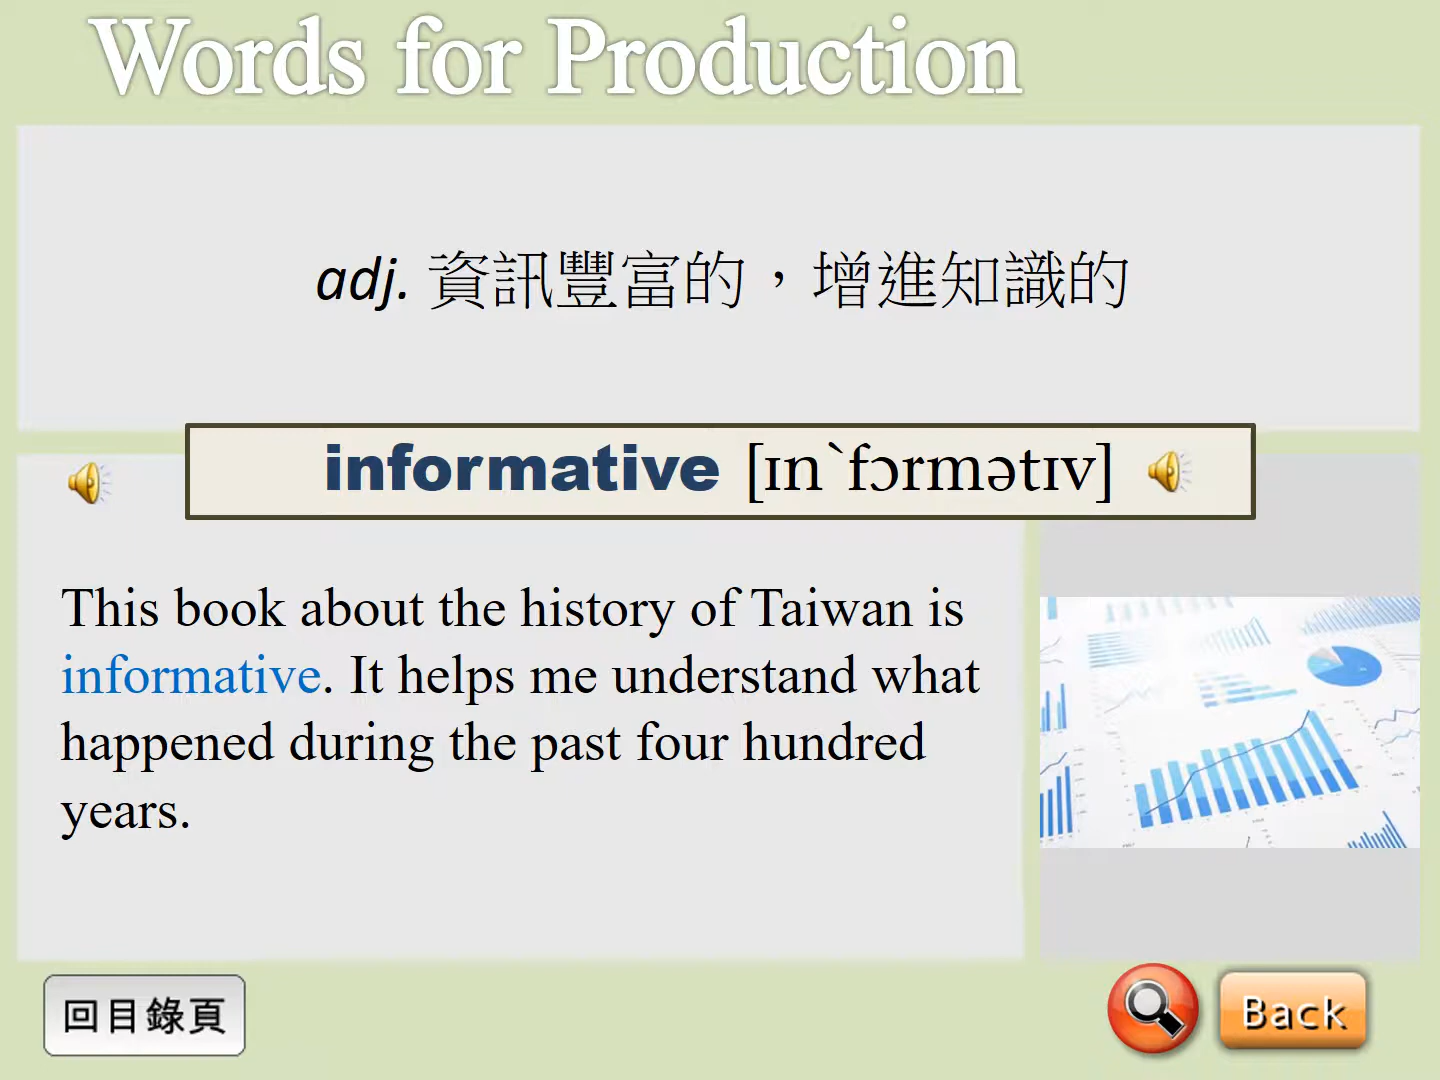 Words for Production
adj. 資訊豐富的，增進知識的
informative [ɪn`fɔrmətɪv]
This book about the history of Taiwan is
informative. It helps me understand what
happened during the past four hundred
years.
回目錄頁
Back